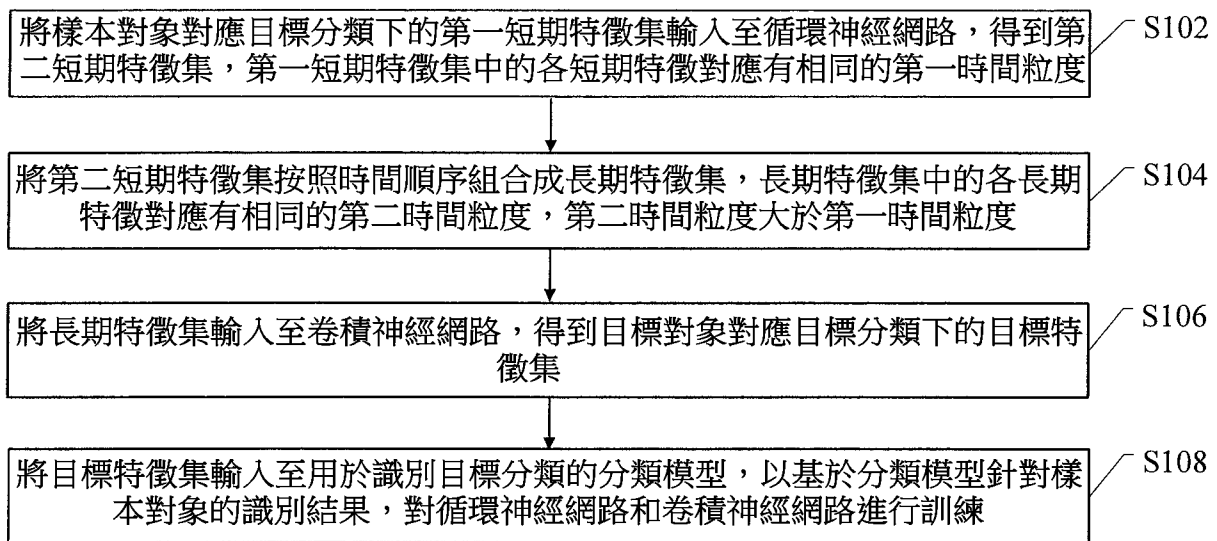 將樣本對象對應目標分類下的第一短期特徵集輸入至循環神經網路，得到第
二短期特徵集，第一短期特徵集中的各短期特徵對應有相同的第一時間粒度
S102
將第二短期特徵集按照時間順序組合成長期特徵集，長期特徵集中的各長期
特徵對應有相同的第二時間粒度，第二時間粒度大於第一時間粒度
S104
將長期特徵集輸入至卷積神經網路，得到目標對象對應目標分類下的目標特
徵集
S106
將目標特徵集輸入至用於識別目標分類的分類模型，以基於分類模型針對樣
本對象的識別結果，對循環神經網路和卷積神經網路進行訓練
S108